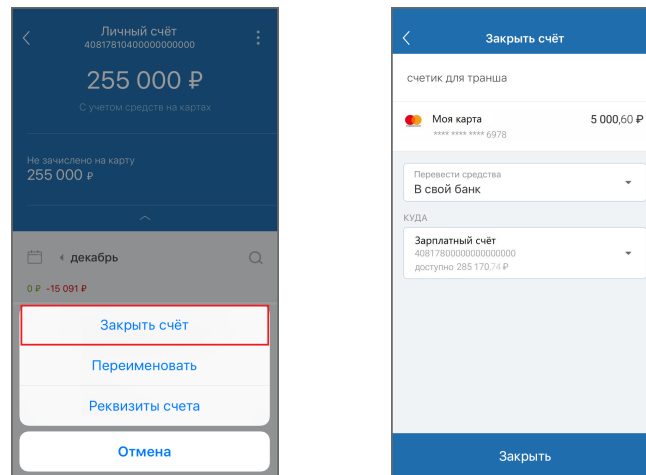 Личный счёт
40817810400000000000
255 000 ₽
С учетом средств на картах
Не зачислено на карту
255 000 ₽
декабрь
0 ₽ -15 091 ₽
Закрыть счёт
Переименовать
Реквизиты счета
Отмена
Закрыть счёт
счетик для транша
Моя карта 5 000,60 ₽
**** **** **** 6978
Перевести средства
В свой банк
КУДА
Зарплатный счёт
40817800000000000000
доступно 285 170,74 ₽
Закрыть